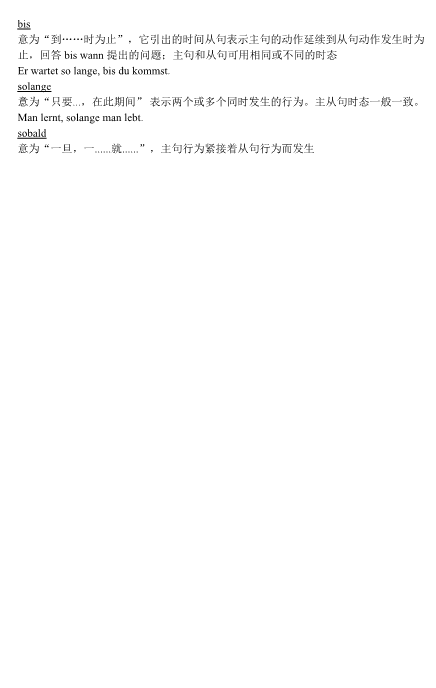 bis
意为“到……时为止”，它引出的时间从句表示主句的动作延续到从句动作发生时为
止，回答 bis wann 提出的问题；主句和从句可用相同或不同的时态
Er wartet so lange, bis du kommst.
solange
意为“只要...，在此期间” 表示两个或多个同时发生的行为。主从句时态一般一致。
Man lernt, solange man lebt.
sobald
意为“一旦，一......就......”，主句行为紧接着从句行为而发生